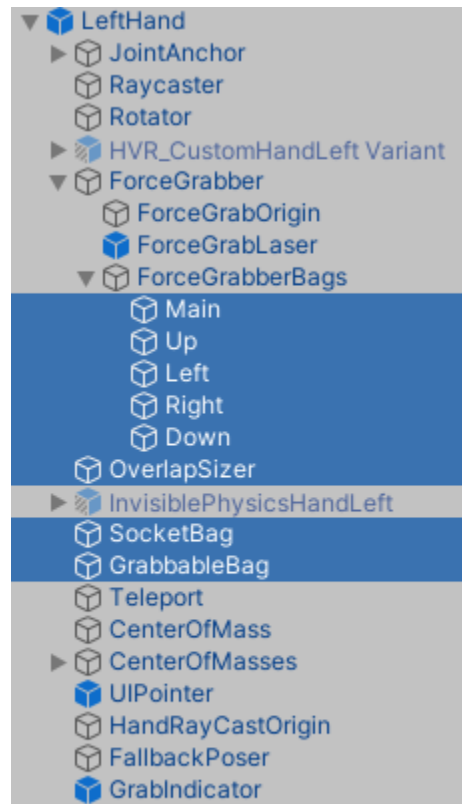 LeftHand
JointAnchor
Raycaster
Rotator
HVR_CustomHandLeft Variant
ForceGrabber
ForceGrabOrigin
ForceGrabLaser
ForceGrabberBags
Main
Up
Left
Right
Down
OverlapSizer
InvisiblePhysicsHandLeft
SocketBag
GrabbableBag
Teleport
CenterOfMass
CenterOfMasses
UIPointer
HandRayCastOrigin
FallbackPoser
GrabIndicator